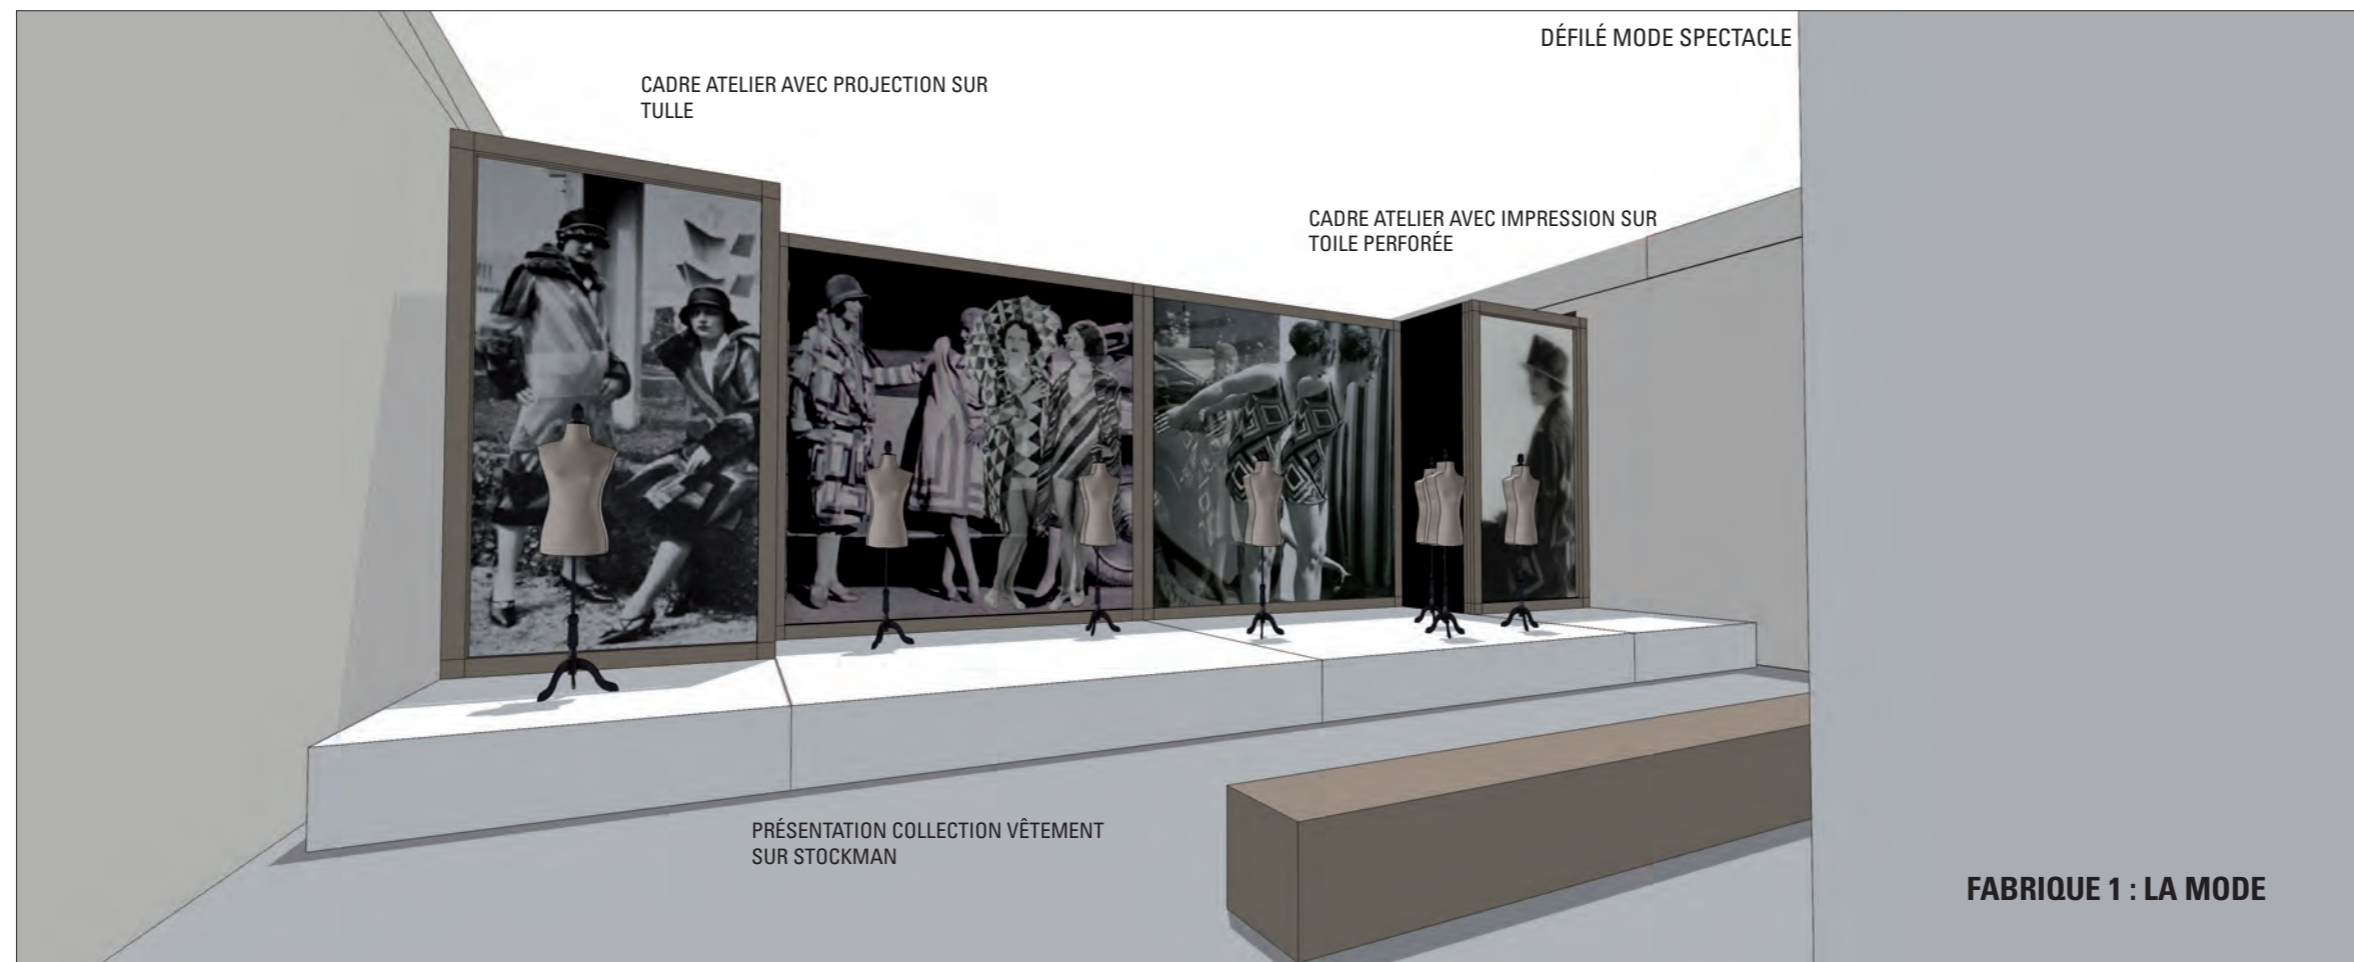 DÉFILÉ MODE SPECTACLE
CADRE ATELIER AVEC PROJECTION SUR
TULLE
CADRE ATELIER AVEC IMPRESSION SUR
TOILE PERFORÉE
PRÉSENTATION COLLECTION VÊTEMENT
SUR STOCKMAN
FABRIQUE 1 : LA MODE